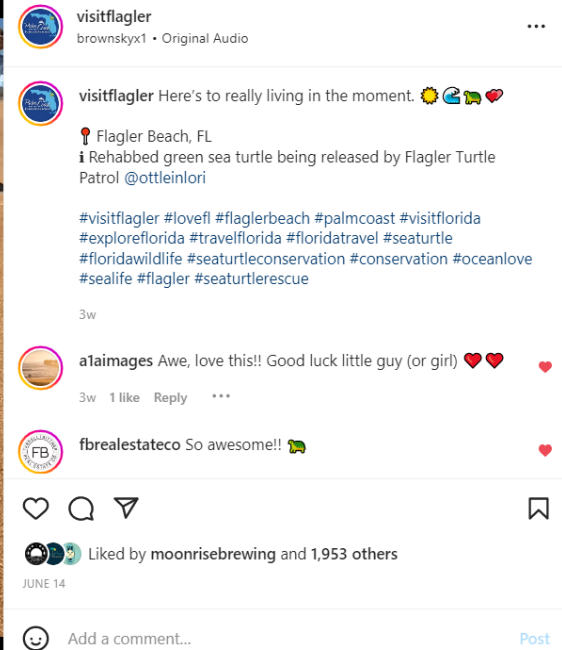 visitflagler
brownskyx1 • Original Audio
visitflagler Here's to really living in the moment. 🌞🌊🐢💕
📍 Flagler Beach, FL
ℹ Rehabbed green sea turtle being released by Flagler Turtle
Patrol @ottleinlori
#visitflagler #lovefl #flaglerbeach #palmcoast #visitflorida
#exploreflorida #travelflorida #floridatravel #seaturtle
#floridawildlife #seaturtleconservation #conservation #oceanlove
#sealife #flagler #seaturtlerescue
3w
a1aimages Awe, love this!! Good luck little guy (or girl) ❤️❤️
3w 1 like Reply •••
FB
fbrealestateco So awesome!! 🐢
Liked by moonrisebrewing and 1,953 others
JUNE 14
Add a comment...
Post